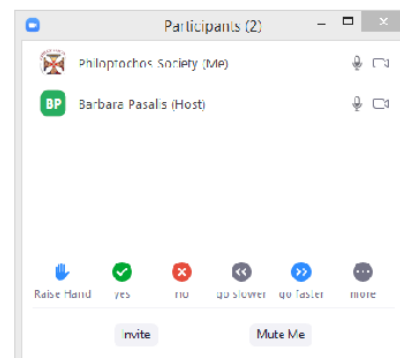 Participants (2)
Philoptochos Society (Me)
BP Barbara Pasalis (Host)
Raise Hand yes no go slower go faster more
Invite Mute Me